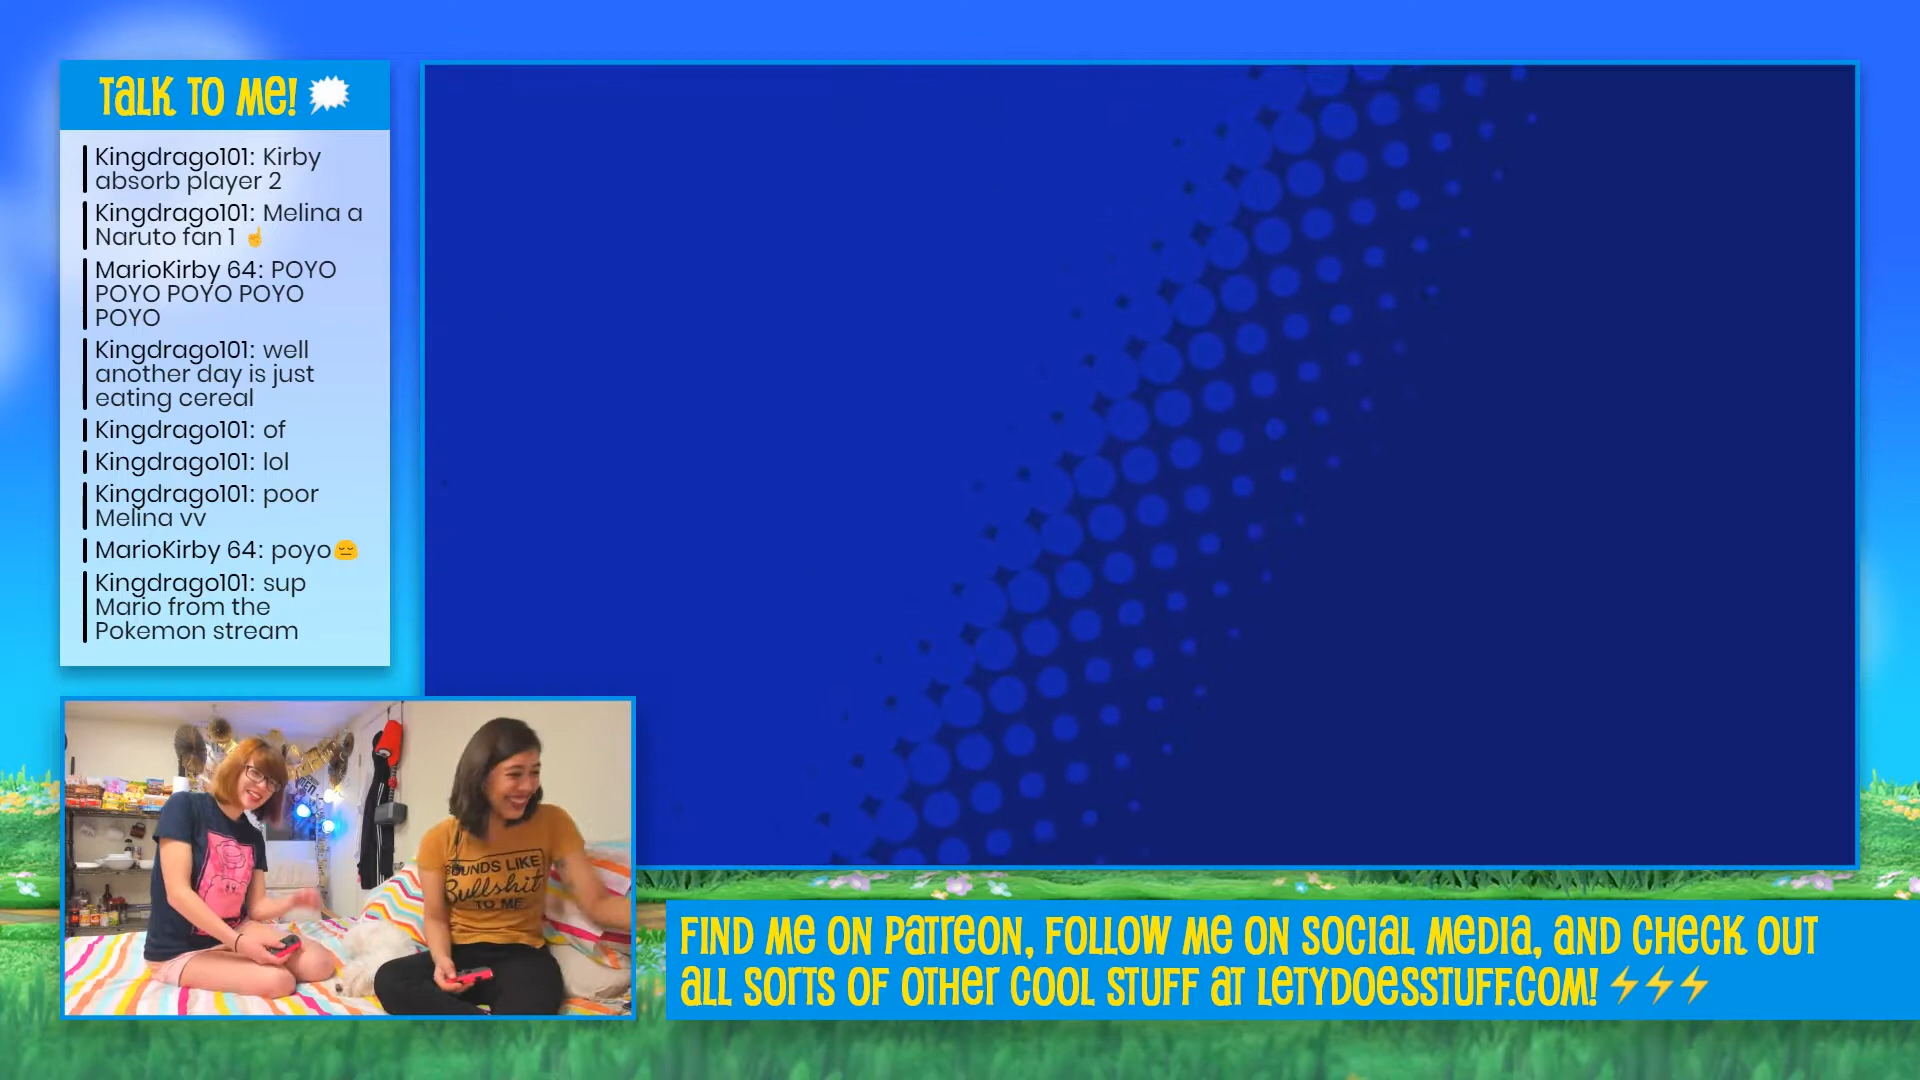 TALK TO ME!
Kingdrago101: Kirby
absorb player 2
Kingdrago101: Melina a
Naruto fan 1 ☝
MarioKirby 64: POYO
POYO POYO POYO
POYO
Kingdrago101: well
another day is just
eating cereal
Kingdrago101: of
Kingdrago101: lol
Kingdrago101: poor
Melina vv
MarioKirby 64: poyo😔
Kingdrago101: sup
Mario from the
Pokemon stream
SOUNDS LIKE
Bullshit
TO ME
FIND ME ON PATREON, FOLLOW ME ON SOCIAL MEDIA, AND CHECK OUT
ALL SORTS OF OTHER COOL STUFF AT LETYDOESSTUFF.COM! ⚡⚡⚡